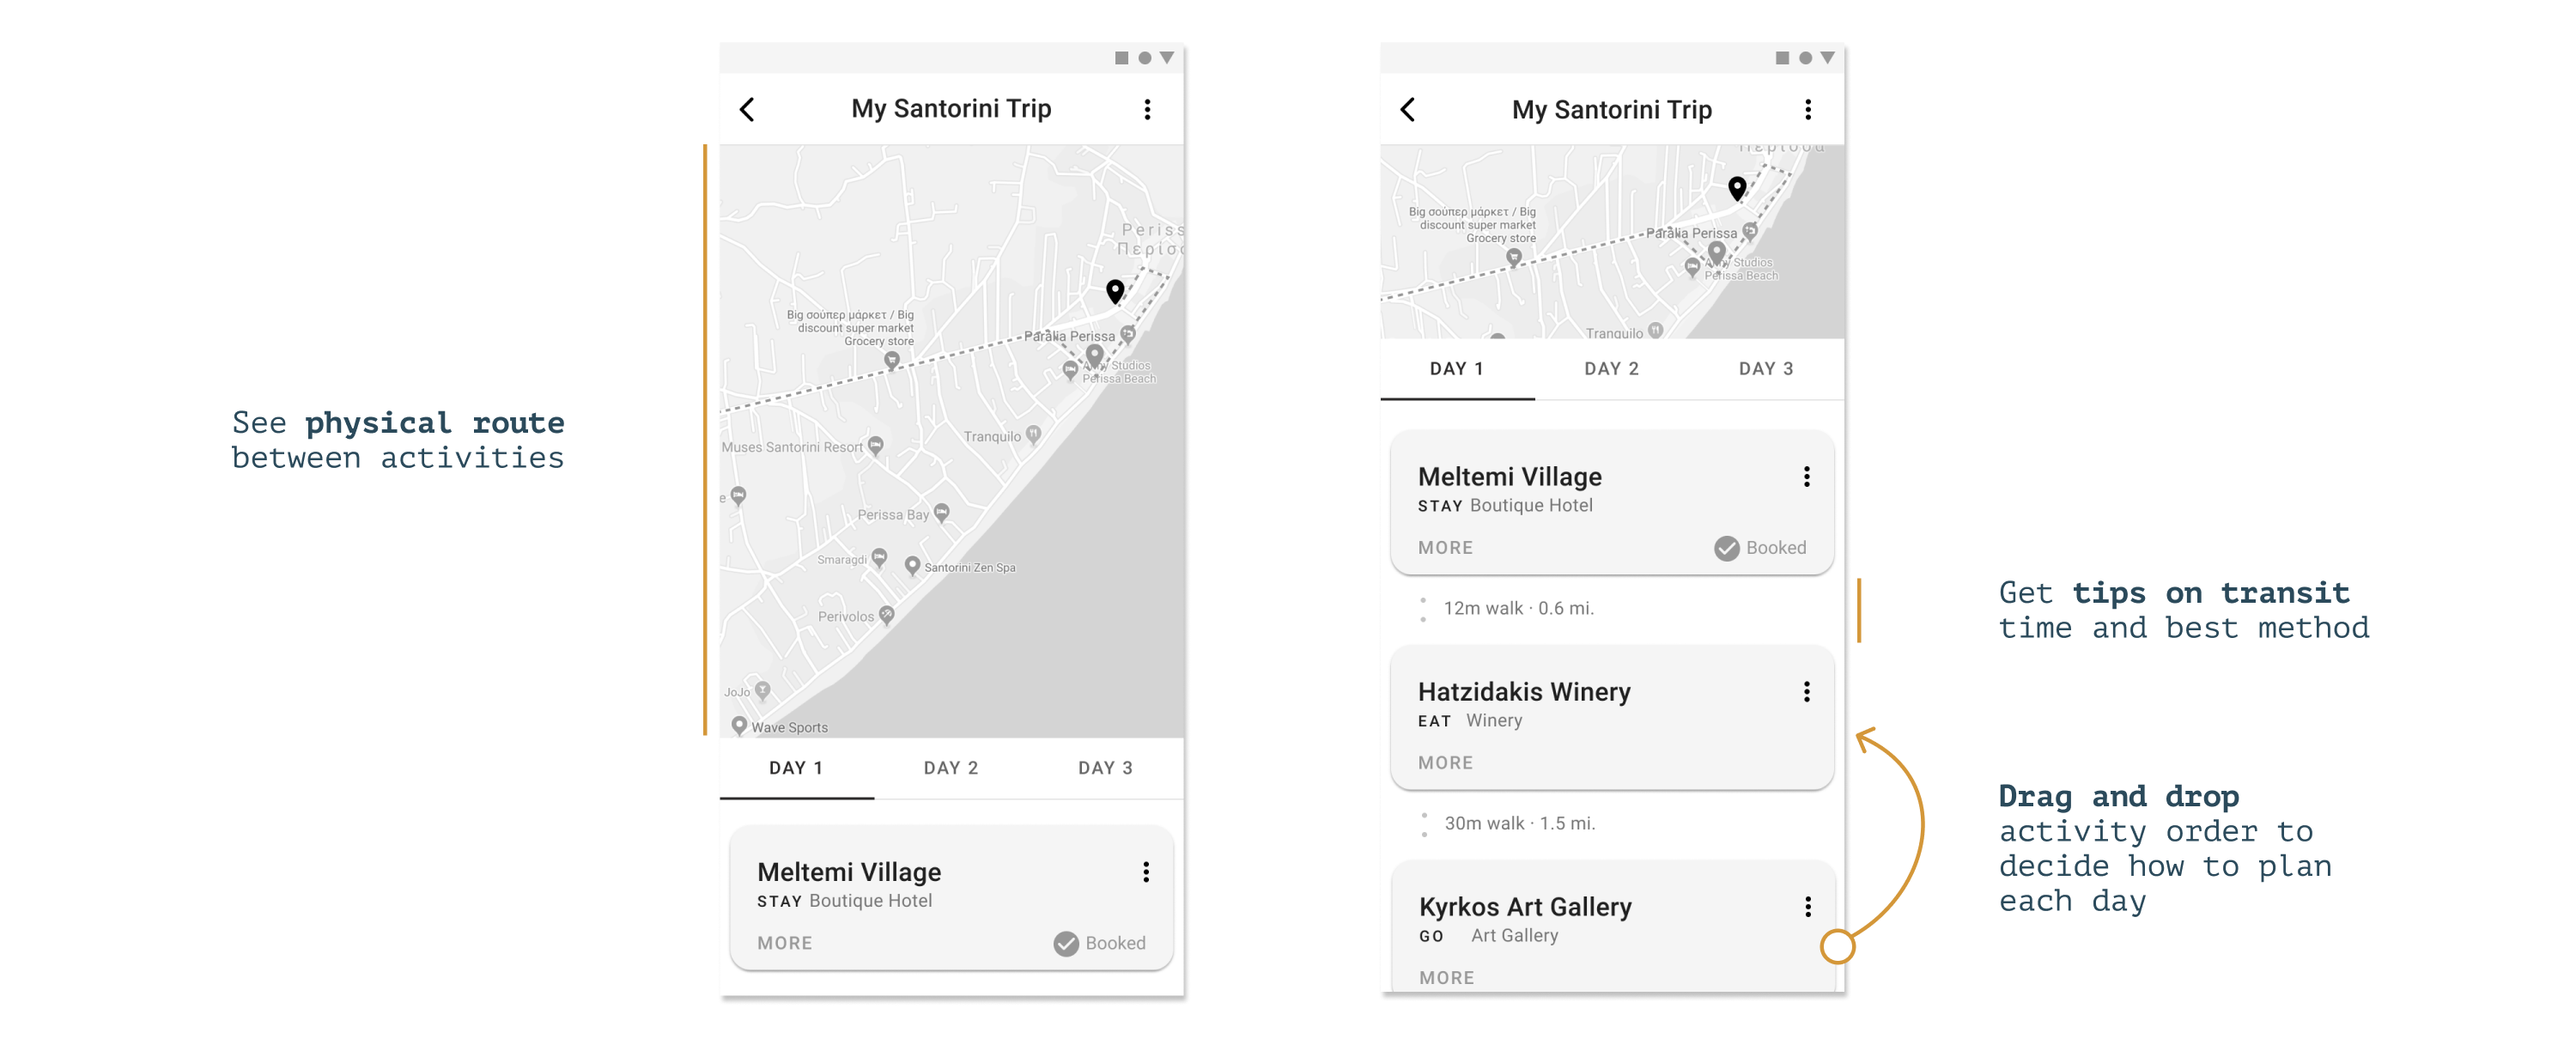 See physical route
between activities
My Santorini Trip
Periss
Περίσσ
Big σούπερ μάρκετ / Big
discount super market
Grocery store
Paralia Perissa
Studios
Perissa Beach
Muses Santorini Resort
Tranquilo
e
Perissa Bay
Smaragdi
Santorini Zen Spa
Perivolos
JoJo
Wave Sports
DAY 1 DAY 2 DAY 3
Meltemi Village
STAY Boutique Hotel
MORE Booked
My Santorini Trip
Περίσσα
Big σούπερ μάρκετ / Big
discount super market
Grocery store
Paralia Perissa
Studios
Perissa Beach
Tranquilo
DAY 1 DAY 2 DAY 3
Meltemi Village
STAY Boutique Hotel
MORE Booked
12m walk · 0.6 mi.
Hatzidakis Winery
EAT Winery
MORE
30m walk · 1.5 mi.
Kyrkos Art Gallery
GO Art Gallery
MORE
Get tips on transit
time and best method
Drag and drop
activity order to
decide how to plan
each day